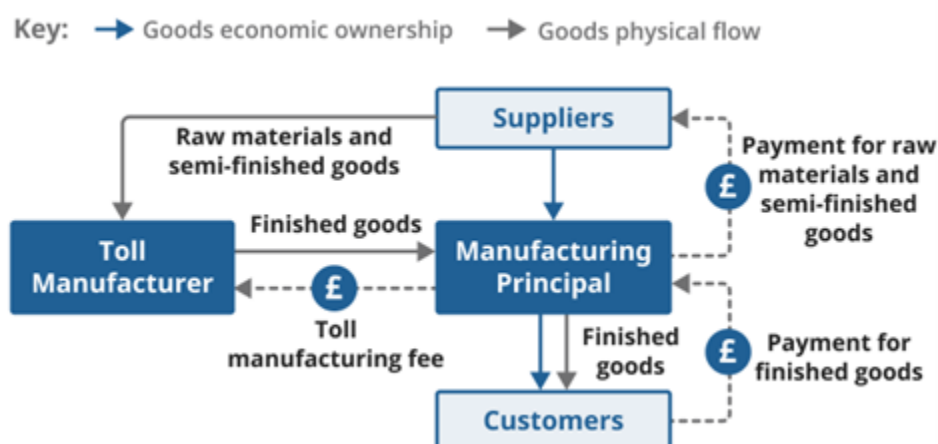 Key: Goods economic ownership Goods physical flow
Suppliers
Raw materials and
semi-finished goods
Payment for raw
materials and
semi-finished
goods
£
Toll
Manufacturer
Finished goods
Manufacturing
Principal
£
Toll
manufacturing fee
Finished
goods
£
Payment for
finished goods
Customers